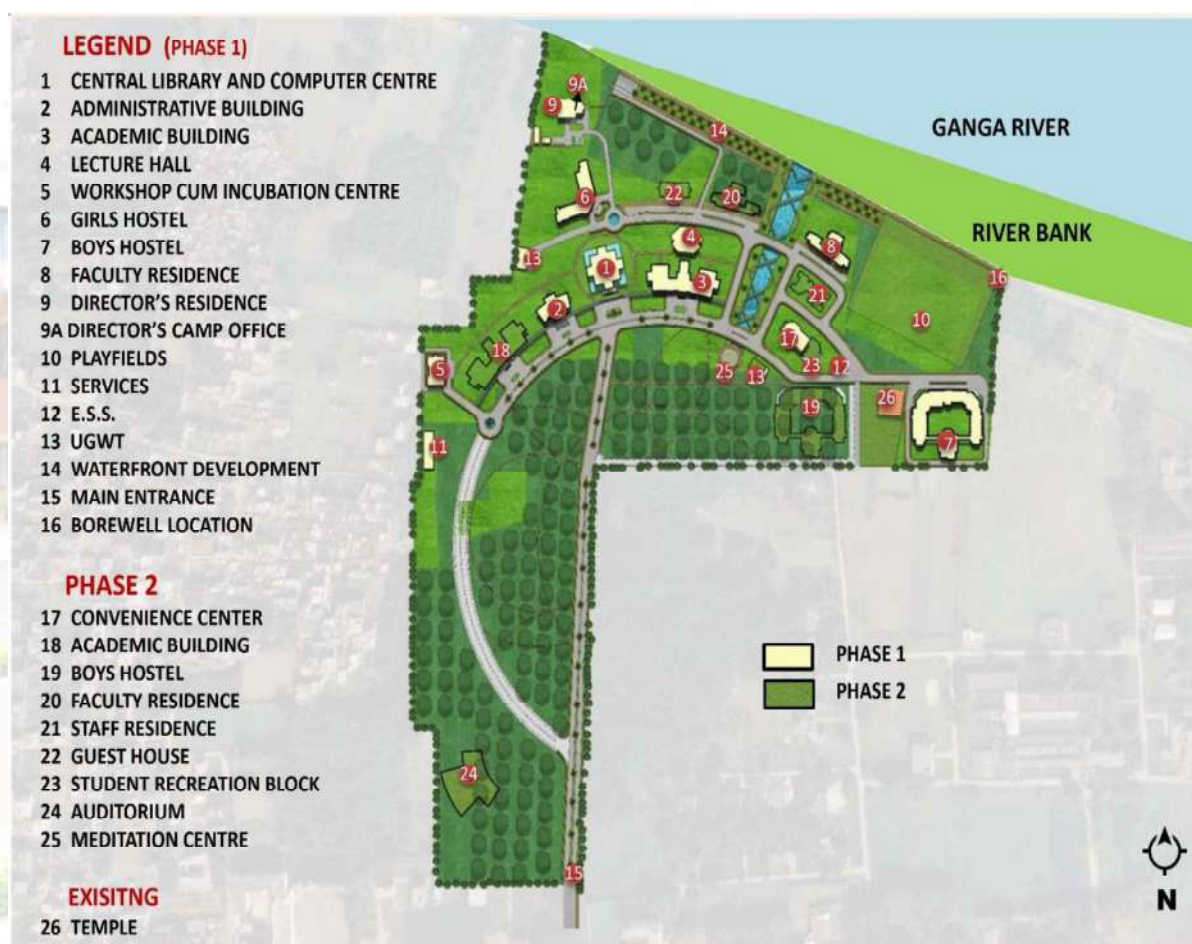 LEGEND (PHASE 1)
1 CENTRAL LIBRARY AND COMPUTER CENTRE
2 ADMINISTRATIVE BUILDING
3 ACADEMIC BUILDING
4 LECTURE HALL
5 WORKSHOP CUM INCUBATION CENTRE
6 GIRLS HOSTEL
7 BOYS HOSTEL
8 FACULTY RESIDENCE
9 DIRECTOR'S RESIDENCE
9A DIRECTOR'S CAMP OFFICE
10 PLAYFIELDS
11 SERVICES
12 E.S.S.
13 UGWT
14 WATERFRONT DEVELOPMENT
15 MAIN ENTRANCE
16 BOREWELL LOCATION
PHASE 2
17 CONVENIENCE CENTER
18 ACADEMIC BUILDING
19 BOYS HOSTEL
20 FACULTY RESIDENCE
21 STAFF RESIDENCE
22 GUEST HOUSE
23 STUDENT RECREATION BLOCK
24 AUDITORIUM
25 MEDITATION CENTRE
EXISITNG
26 TEMPLE
9A
9
14
GANGA RIVER
22
20
6
RIVER BANK
4
8
13
1
16
3
21
2
10
17
18
23
12
5
25
13
26
19
11
7
PHASE 1
PHASE 2
24
15
N